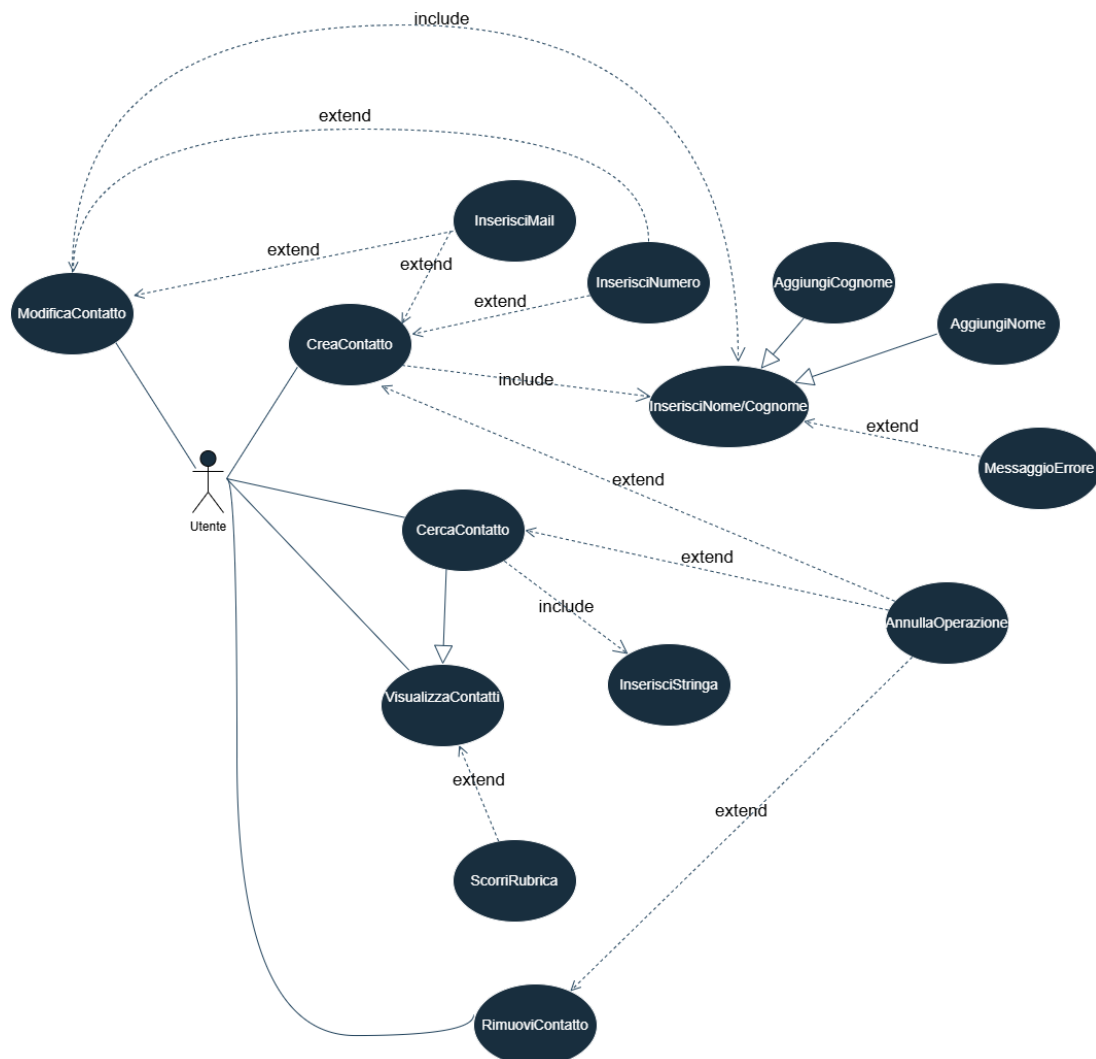 include
extend
InserisciMail
extend
extend
InserisciNumero
AggiungiCognome
ModificaContatto
extend
AggiungiNome
CreaContatto
include
InserisciNome/Cognome
extend
MessaggioErrore
extend
Utente
CercaContatto
extend
include
AnnullaOperazione
InserisciStringa
VisualizzaContatti
extend
extend
ScorriRubrica
RimuoviContatto